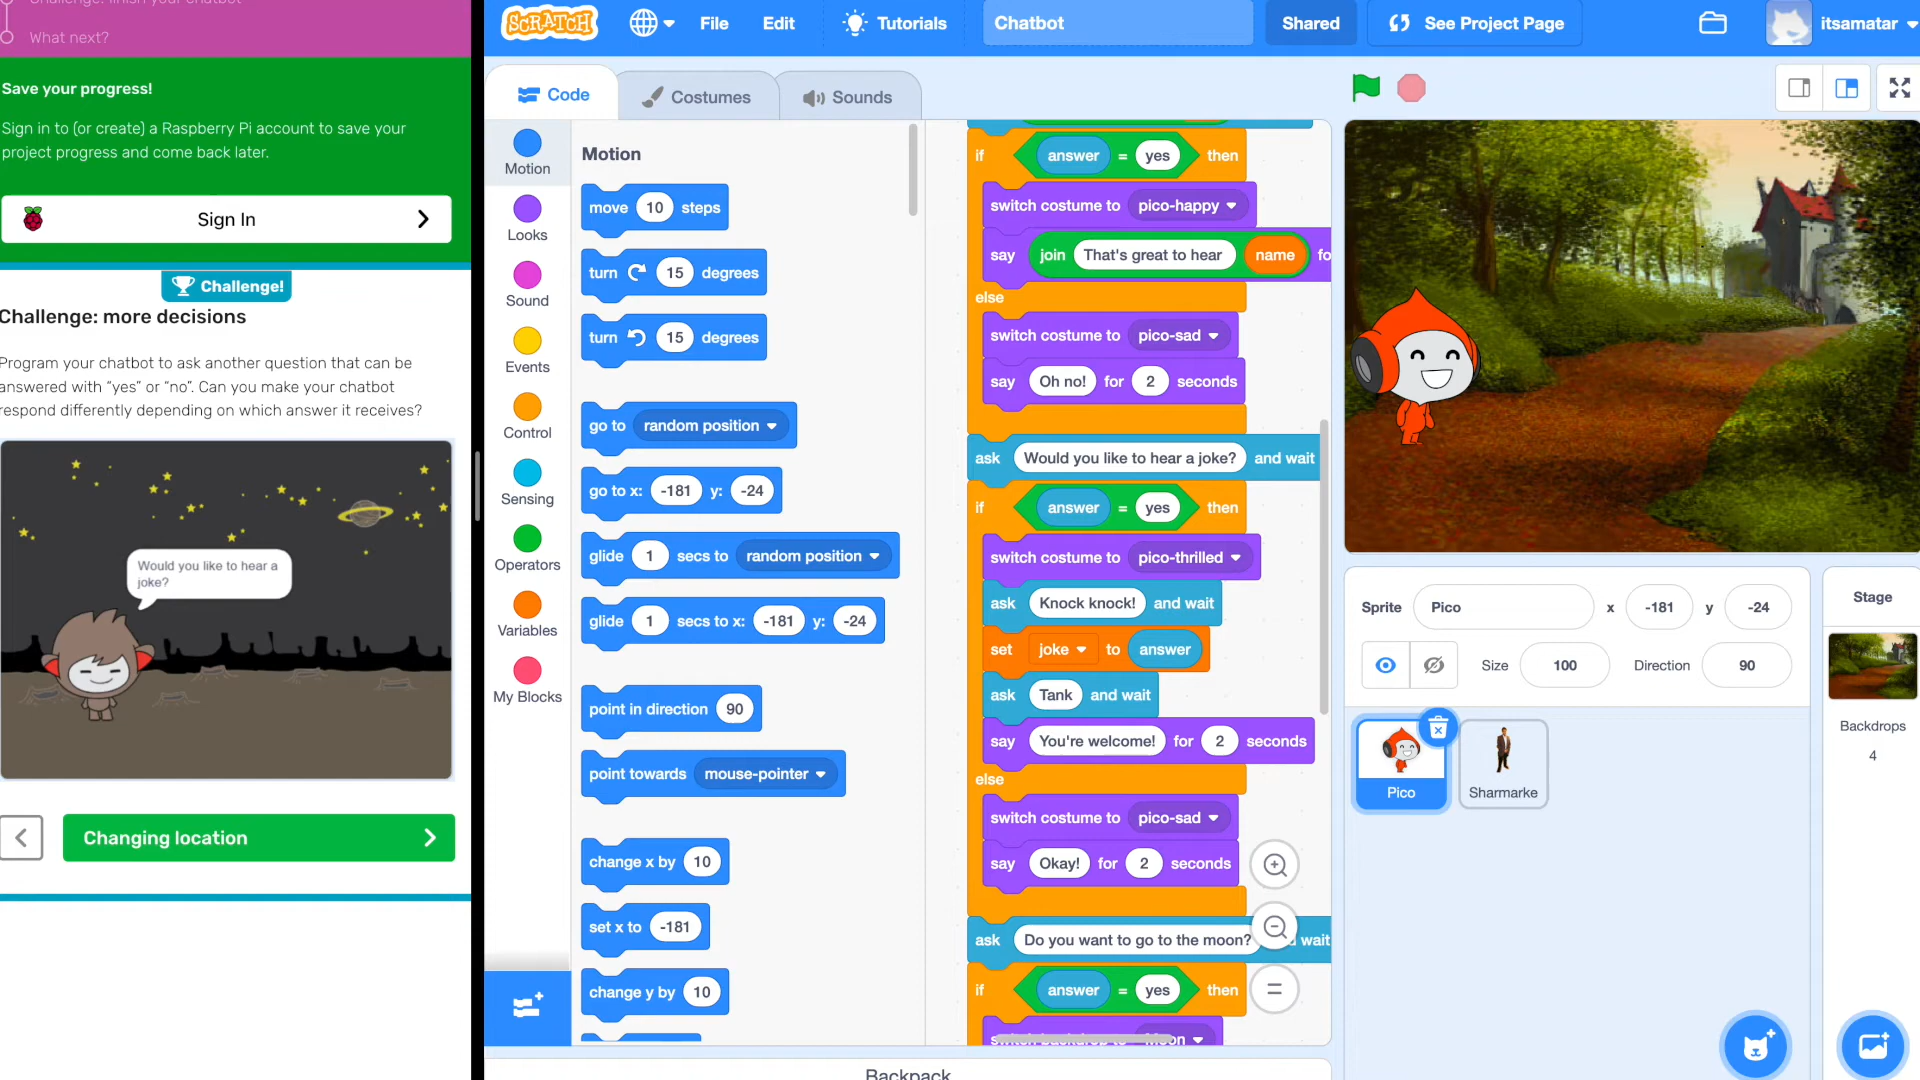 What next?
Save your progress!
Sign in to (or create) a Raspberry Pi account to save your
project progress and come back later.
Sign In
Challenge!
Challenge: more decisions
Program your chatbot to ask another question that can be
answered with “yes” or “no”. Can you make your chatbot
respond differently depending on which answer it receives?
Would you like to hear a
joke?
Changing location
SCRATCH
File
Edit
Tutorials
Chatbot
Shared
See Project Page
itsamatar
Code
Costumes
Sounds
Motion
Looks
Sound
Events
Control
Sensing
Operators
Variables
My Blocks
Motion
move 10 steps
turn 15 degrees
turn 15 degrees
go to random position
go to x: -181 y: -24
glide 1 secs to random position
glide 1 secs to x: -181 y: -24
point in direction 90
point towards mouse-pointer
change x by 10
set x to -181
change y by 10
if answer = yes then
switch costume to pico-happy
say join That's great to hear name fo
else
switch costume to pico-sad
say Oh no! for 2 seconds
ask Would you like to hear a joke? and wait
if answer = yes then
switch costume to pico-thrilled
ask Knock knock! and wait
set joke to answer
ask Tank and wait
say You're welcome! for 2 seconds
else
switch costume to pico-sad
say Okay! for 2 seconds
ask Do you want to go to the moon? wait
if answer = yes then
switch backdrop to Moon
Backpack
Sprite Pico x -181 y -24
Size 100 Direction 90
Pico
Sharmarke
Stage
Backdrops
4